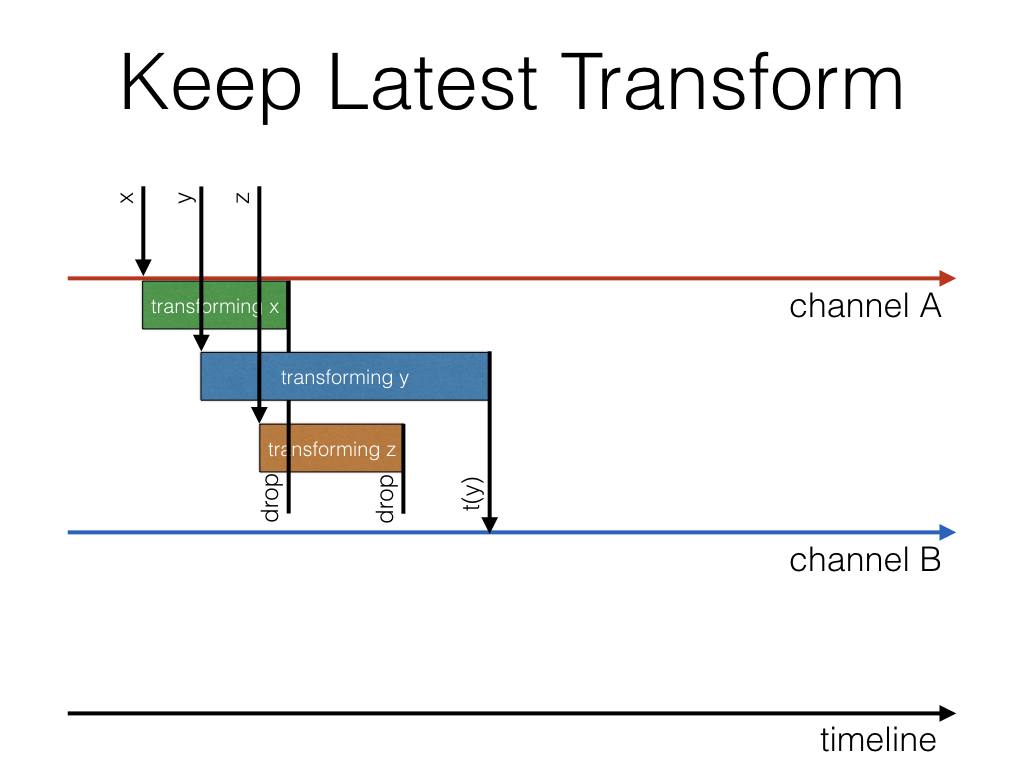 Keep Latest Transform
x
y
z
channel A
transforming x
transforming y
transforming z
drop
drop
t(y)
channel B
timeline